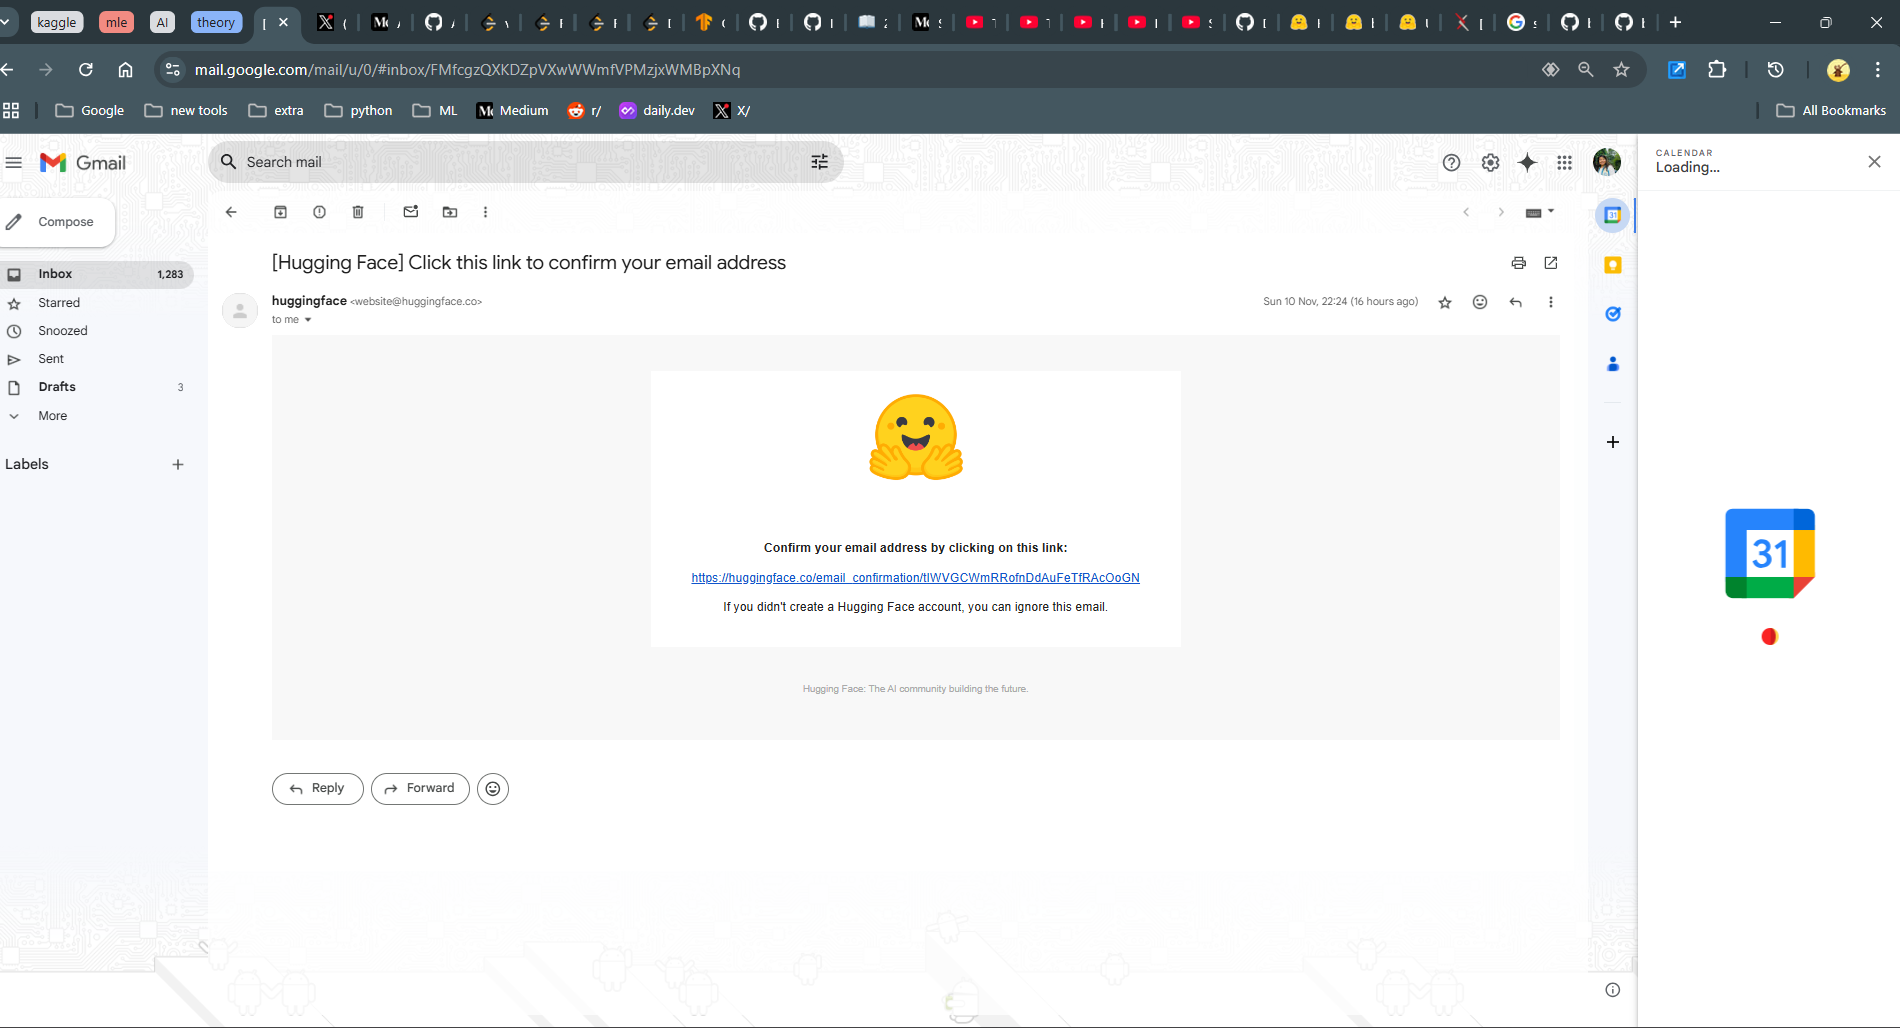 kaggle mle AI theory
mail.google.com/mail/u/0/#inbox/FMfcgzQXKDZpVXwWWmfVPMzjxWMBpXNq
Google new tools extra python ML Medium r/ daily.dev X/ All Bookmarks
Gmail
Search mail
CALENDAR
Loading...
Compose
Inbox 1,283
Starred
Snoozed
Sent
Drafts 3
More
Labels
[Hugging Face] Click this link to confirm your email address
huggingface <website@huggingface.co>
Sun 10 Nov, 22:24 (16 hours ago)
to me
Confirm your email address by clicking on this link:
https://huggingface.co/email_confirmation/tIWVGCWmRRofnDdAuFeTfRAcOoGN
If you didn't create a Hugging Face account, you can ignore this email.
Hugging Face: The AI community building the future.
Reply Forward
31